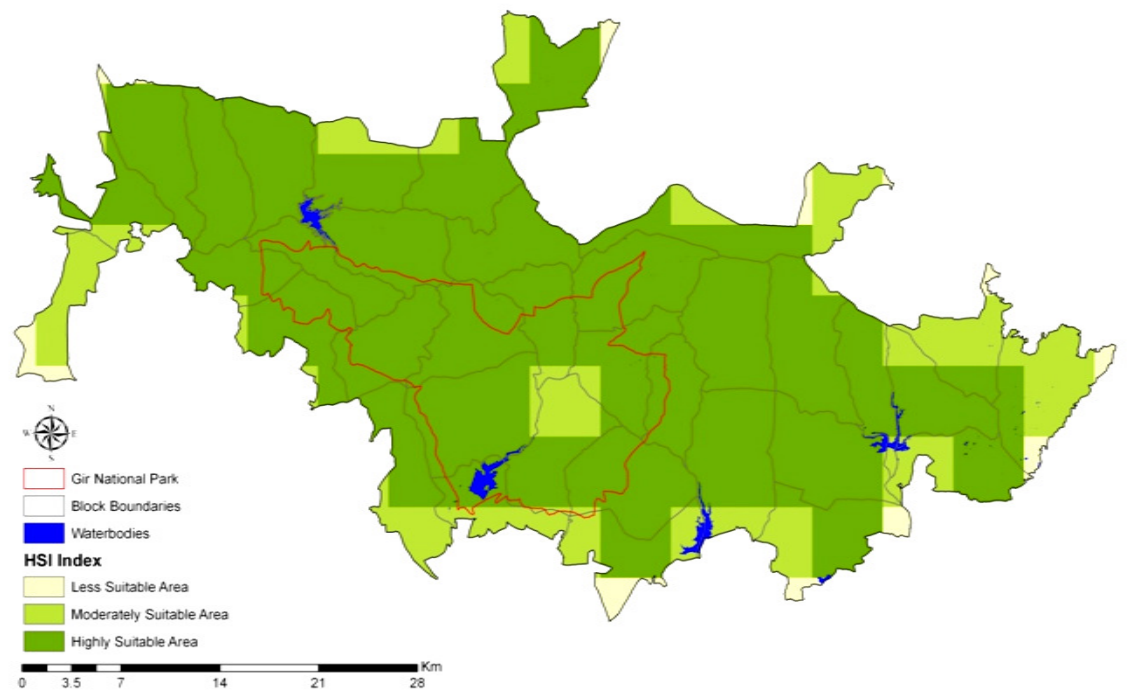 N
W E
S
Gir National Park
Block Boundaries
Waterbodies
HSI Index
Less Suitable Area
Moderately Suitable Area
Highly Suitable Area
Km
0 3.5 7 14 21 28